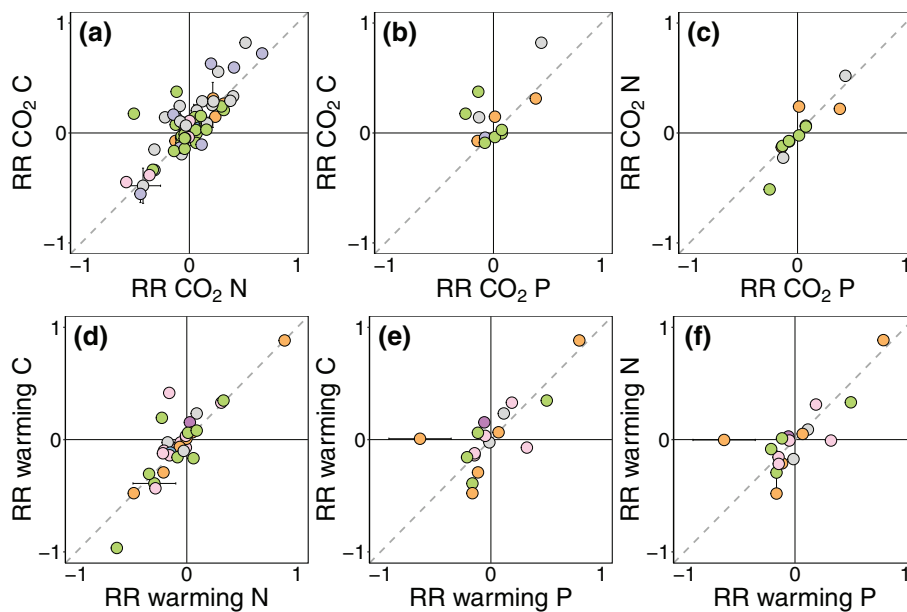 (a)
RR CO₂ C
1
0
−1
−1
0
1
RR CO₂ N
(b)
RR CO₂ C
1
0
−1
−1
0
1
RR CO₂ P
(c)
RR CO₂ N
1
0
−1
−1
0
1
RR CO₂ P
(d)
RR warming C
1
0
−1
−1
0
1
RR warming N
(e)
RR warming C
1
0
−1
−1
0
1
RR warming P
(f)
RR warming N
1
0
−1
−1
0
1
RR warming P